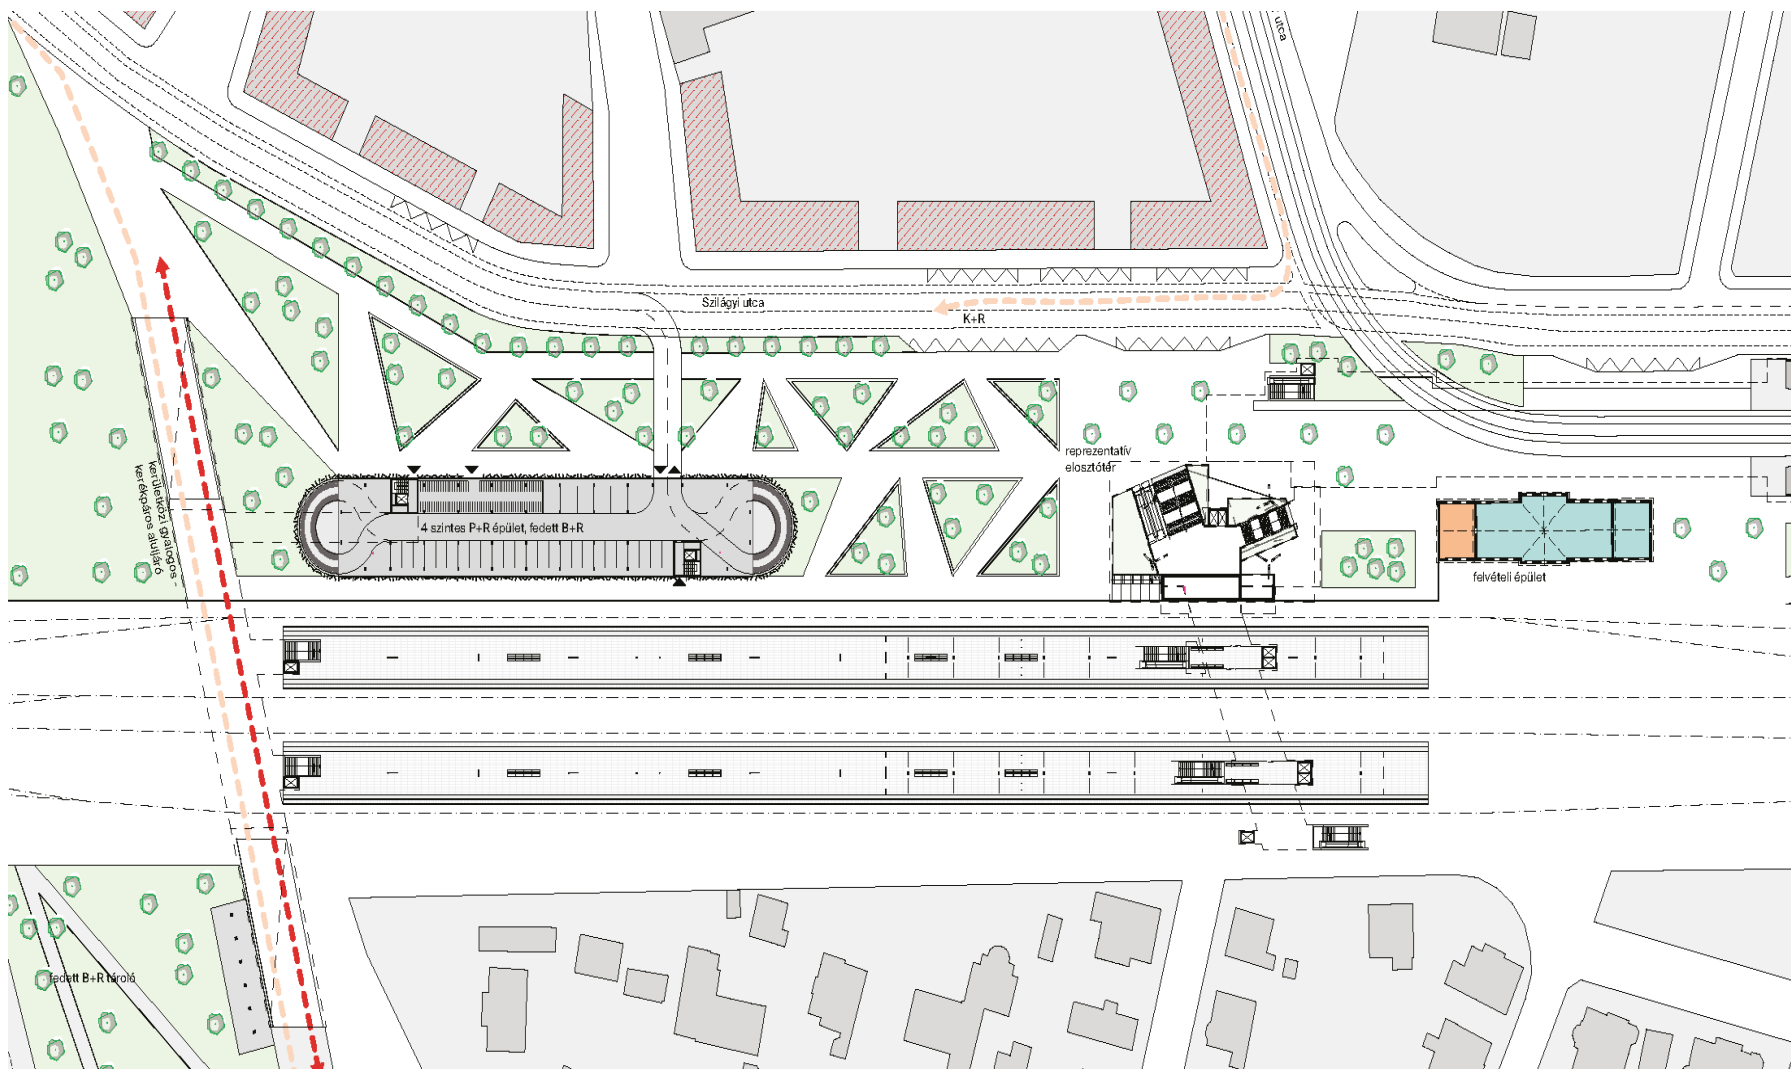 utca
Szilágyi utca
K+R
reprezentatív
elosztótér
kerületközi gyalogos -
kerékpáros aluljáró
4 szintes P+R épület, fedett B+R
felvételi épület
fedett B+R tároló